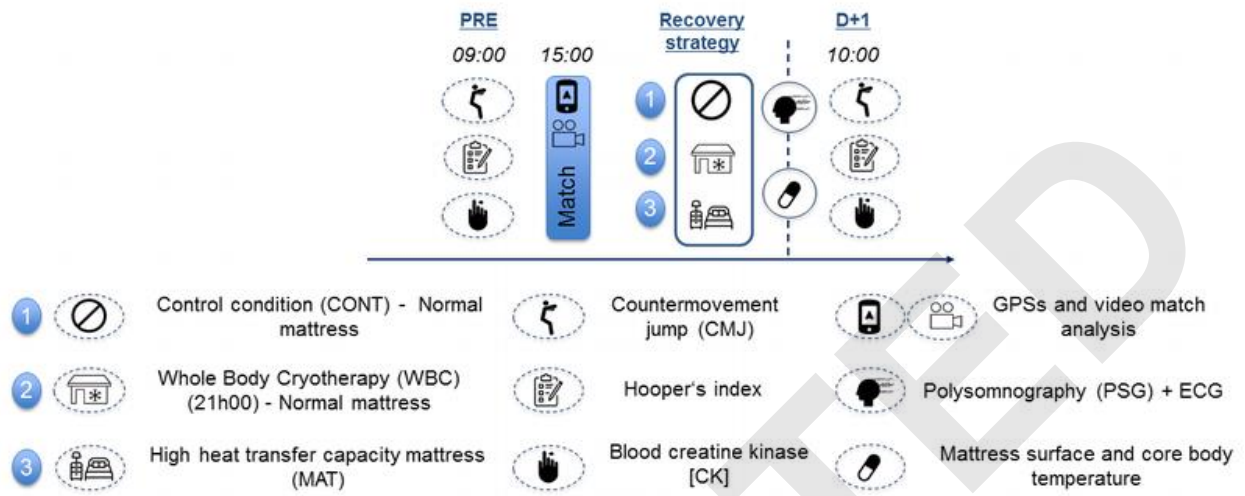 PRE
Recovery
strategy
D+1
09:00
15:00
10:00
Match
1
2
3
1
Control condition (CONT) - Normal
mattress
Countermovement
jump (CMJ)
GPSs and video match
analysis
2
Whole Body Cryotherapy (WBC)
(21h00) - Normal mattress
Hooper's index
Polysomnography (PSG) + ECG
3
High heat transfer capacity mattress
(MAT)
Blood creatine kinase
[CK]
Mattress surface and core body
temperature
TED